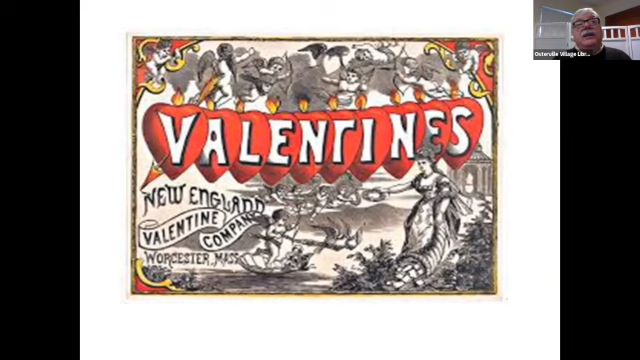 VALENTINES
NEW ENGLAND
VALENTINE
COMPANY
WORCESTER, MASS.
Osterville Village Libr...